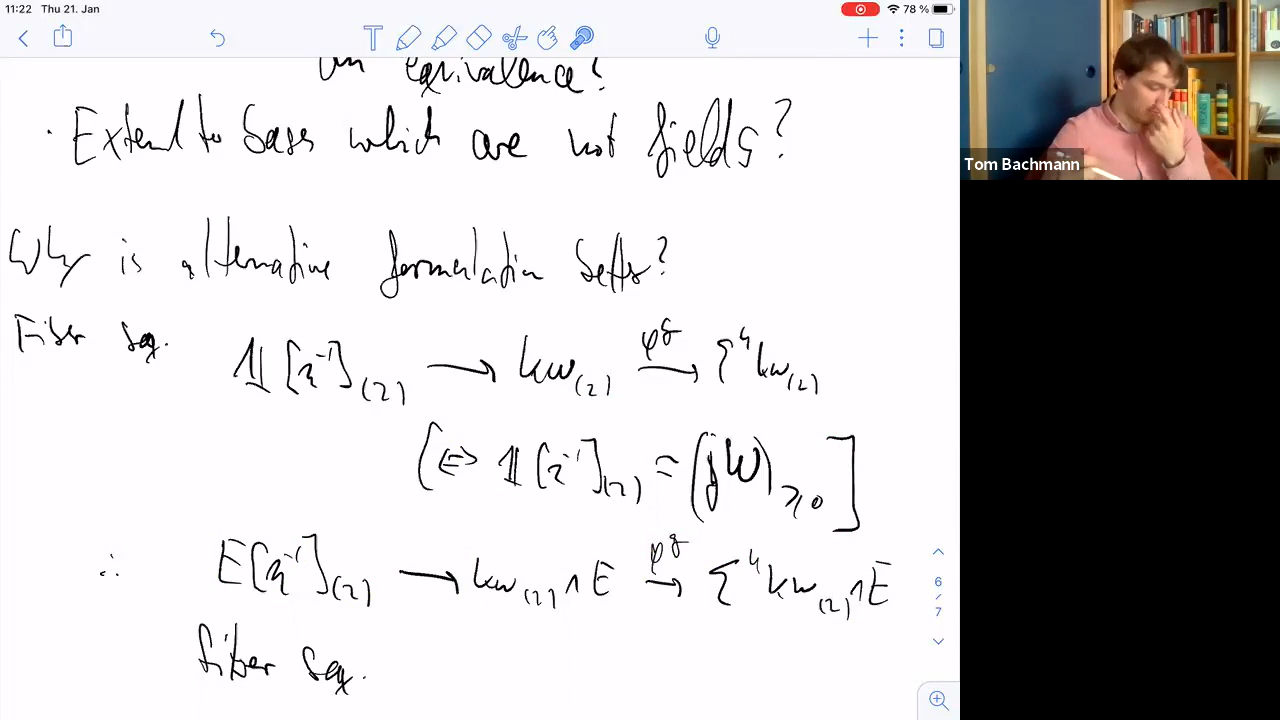 11:22 Thu 21. Jan
78 %
an equivalence?
· Extend to bases which are not fields?
Tom Bachmann
Why is alternative formulation better?
Fiber seq. 𝟙[η⁻¹]₍₂₎ → kw₍₂₎ —φ⁸→ Σ⁴kw₍₂₎
(⇔ 𝟙[η⁻¹]₍₂₎ = (jW)≥0]
∴ E[η⁻¹]₍₂₎ → kw₍₂₎∧E —φ⁸→ Σ⁴kw₍₂₎∧E
fiber seq.
6
/
7